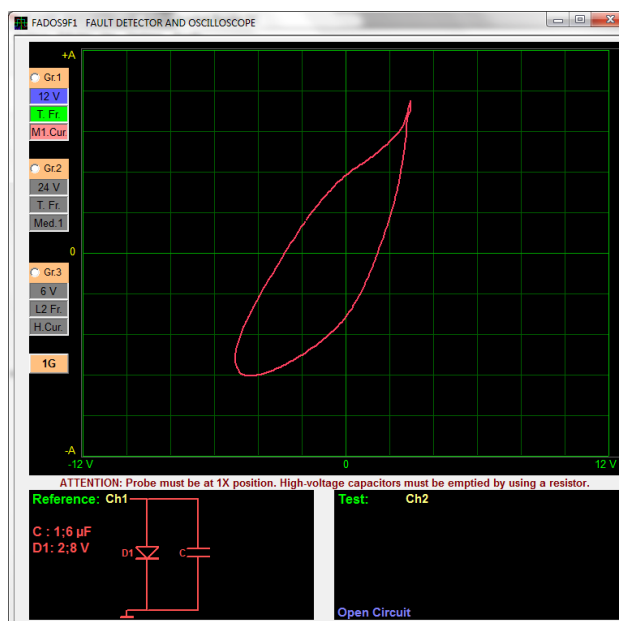 FADOS9F1 FAULT DETECTOR AND OSCILLOSCOPE
+A
Gr.1
12 V
T. Fr.
M1.Cur
Gr.2
24 V
T. Fr.
Med.1
0
Gr.3
6 V
L2 Fr.
H.Cur.
1G
-A
-12 V 0 12 V
ATTENTION: Probe must be at 1X position. High-voltage capacitors must be emptied by using a resistor.
Reference: Ch1
C : 1;6 µF
D1: 2;8 V
D1 C
Test: Ch2
Open Circuit